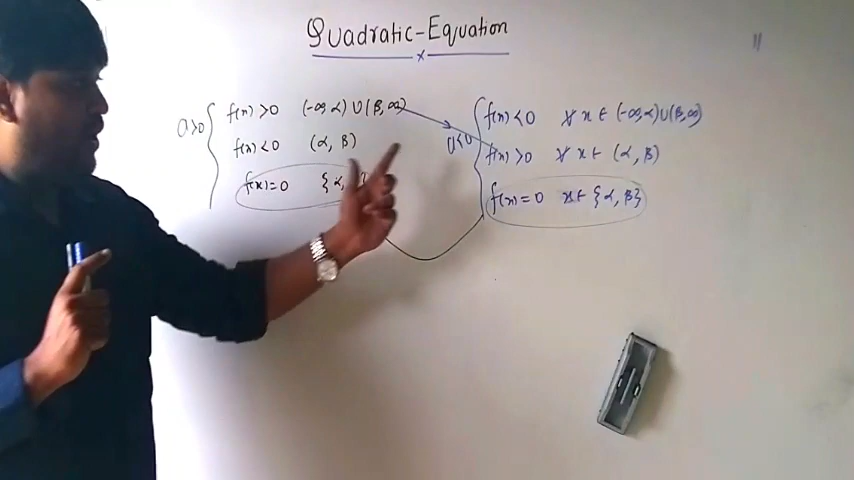 Quadratic-Equation
x
a>0 { f(x)>0 (-∞,α) ∪ (β,∞)
f(x)<0 (α, β)
f(x)=0 {α,
a<0 { f(x)<0 ∀ x ∈ (-∞,α)∪(β,∞)
f(x)>0 ∀ x ∈ (α, β)
f(x)=0 x ∈ {α, β}